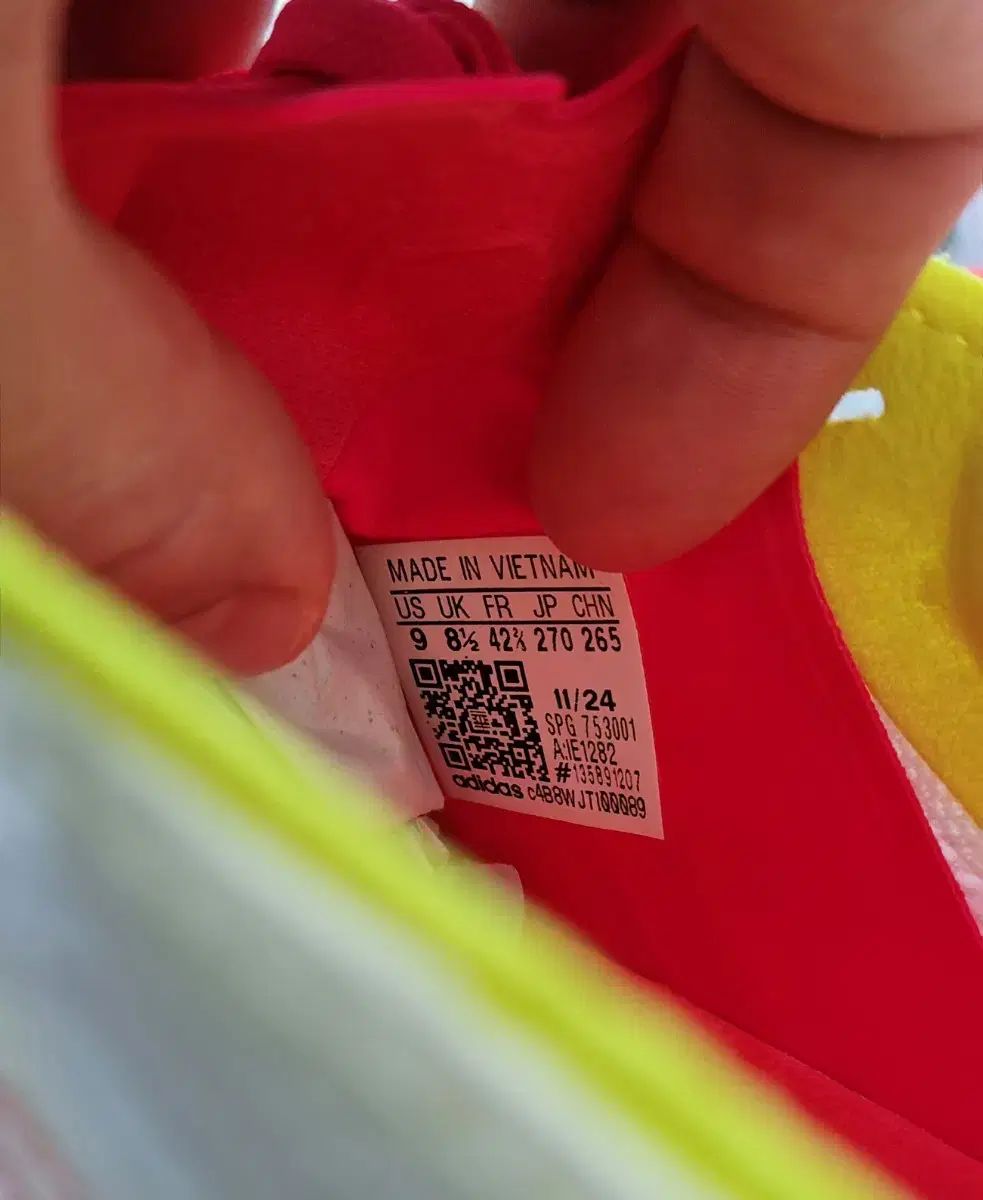 MADE IN VIETNAM
US UK FR JP CHN
9 8½ 42⅔ 270 265
11/24
SPG 753001
A:IE1282
#135891207
adidas c4B8WJT100089